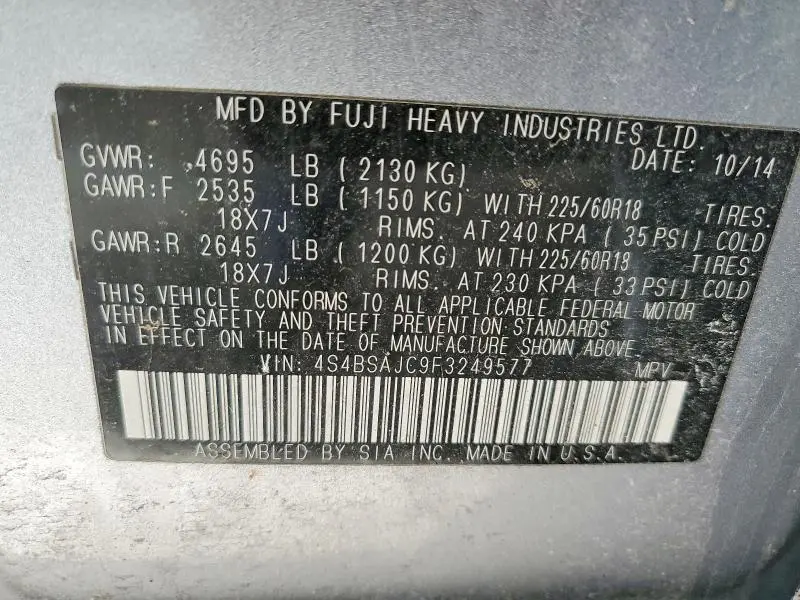 MFD BY FUJI HEAVY INDUSTRIES LTD.
GVWR: 4695 LB ( 2130 KG) DATE: 10/14
GAWR:F 2535 LB ( 1150 KG) WITH 225/60R18 TIRES.
18X7J RIMS. AT 240 KPA ( 35PSI) COLD
GAWR:R 2645 LB ( 1200 KG) WITH 225/60R18 TIRES.
18X7J RIMS. AT 230 KPA ( 33PSI) COLD
THIS VEHICLE CONFORMS TO ALL APPLICABLE FEDERAL MOTOR
VEHICLE SAFETY AND THEFT PREVENTION STANDARDS
IN EFFECT ON THE DATE OF MANUFACTURE SHOWN ABOVE
VIN: 4S4BSAJC9F3249577 MPV
ASSEMBLED BY SIA INC. MADE IN U.S.A.